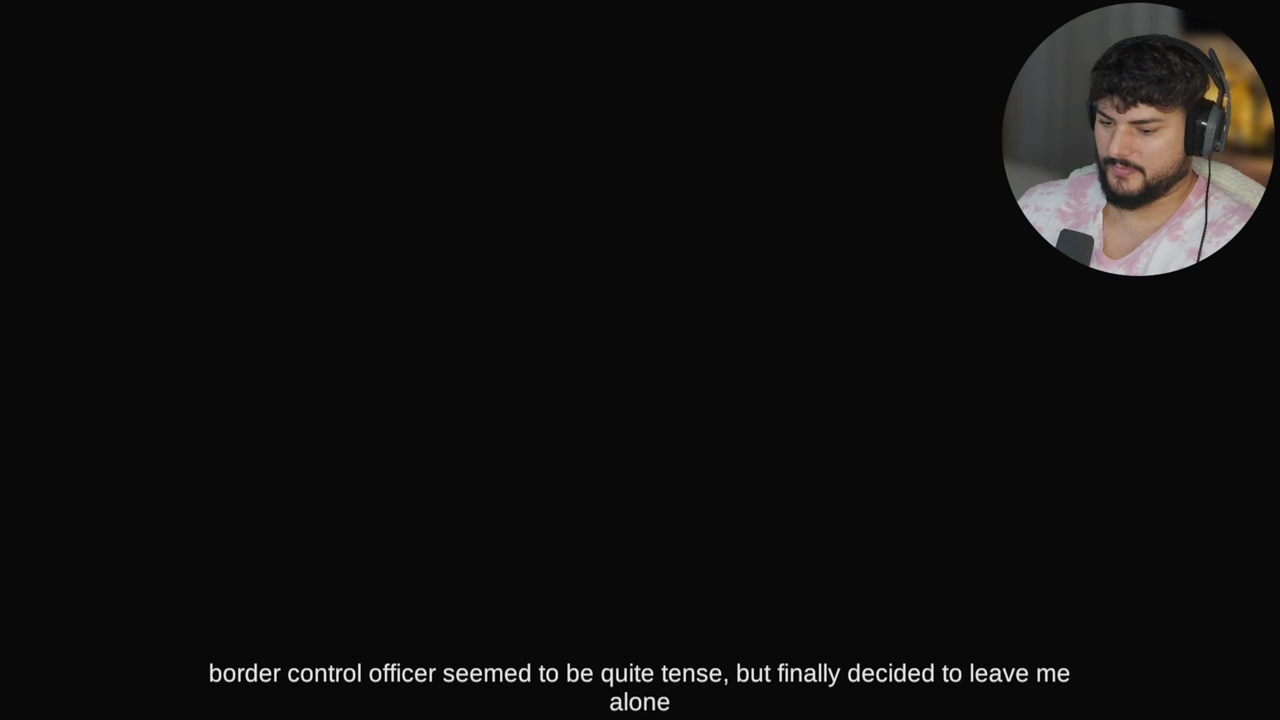 border control officer seemed to be quite tense, but finally decided to leave me
alone